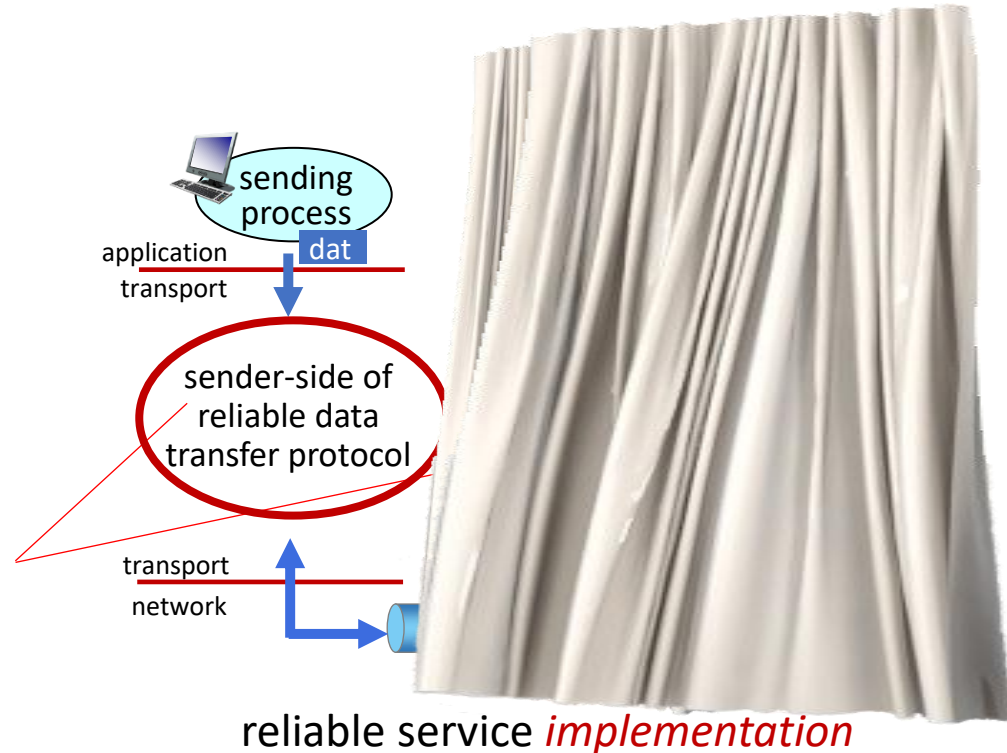 sending
process
dat
application
transport
sender-side of
reliable data
transfer protocol
transport
network
reliable service implementation